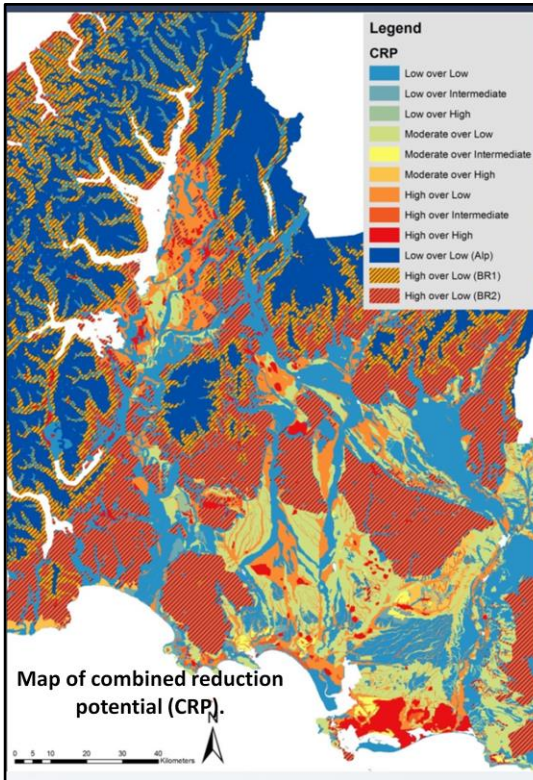 Legend
CRP
Low over Low
Low over Intermediate
Low over High
Moderate over Low
Moderate over Intermediate
Moderate over High
High over Low
High over Intermediate
High over High
Low over Low (Alp)
High over Low (BR1)
High over Low (BR2)
Map of combined reduction
potential (CRP).
N
0 5 10 20 30 40
Kilometers